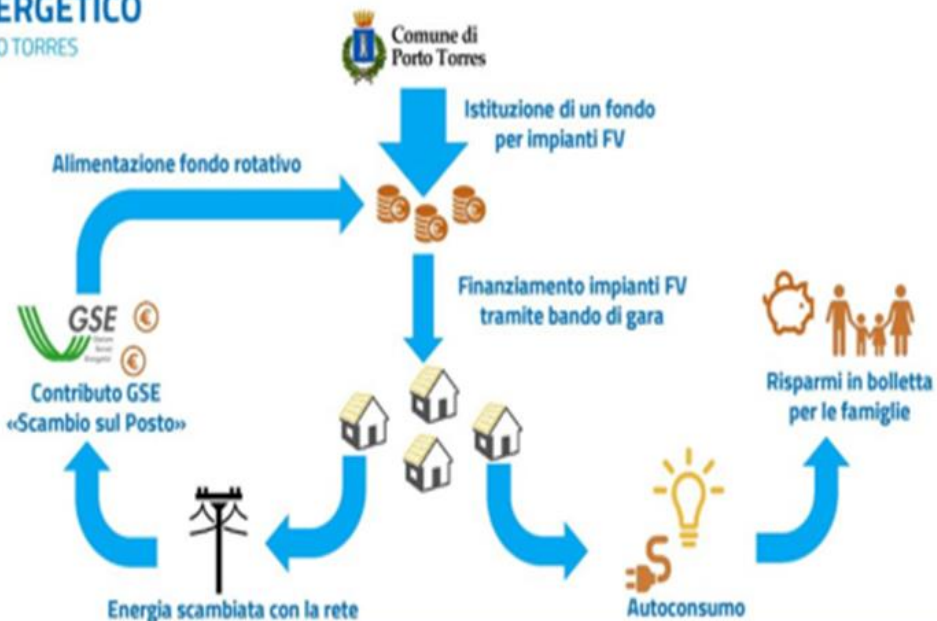 ERGETICO
O TORRES
Comune di
Porto Torres
Istituzione di un fondo
per impianti FV
Alimentazione fondo rotativo
Finanziamento impianti FV
tramite bando di gara
GSE
Contributo GSE
«Scambio sul Posto»
Risparmi in bolletta
per le famiglie
Energia scambiata con la rete
Autoconsumo